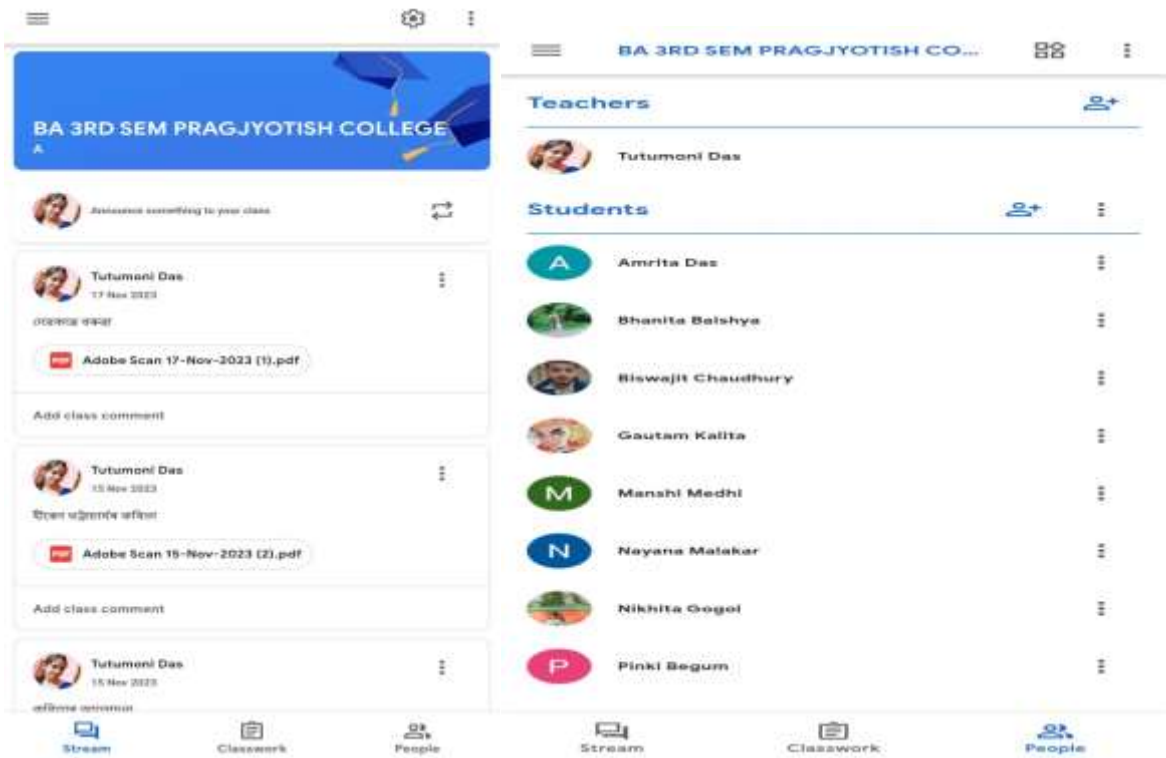 BA 3RD SEM PRAGJYOTISH COLLEGE
A
Announce something to your class
Tutumoni Das
17 Nov 2023
Adobe Scan 17-Nov-2023 (1).pdf
Add class comment
Tutumoni Das
15 Nov 2023
Adobe Scan 15-Nov-2023 (2).pdf
Add class comment
Tutumoni Das
15 Nov 2023
Stream
Classwork
People
BA 3RD SEM PRAGJYOTISH CO...
Teachers
Tutumoni Das
Students
A
Amrita Das
Bhanita Baishya
Biswajit Chaudhury
Gautam Kalita
M
Manshi Medhi
N
Nayana Malakar
Nikhita Gogoi
P
Pinki Begum
Stream
Classwork
People